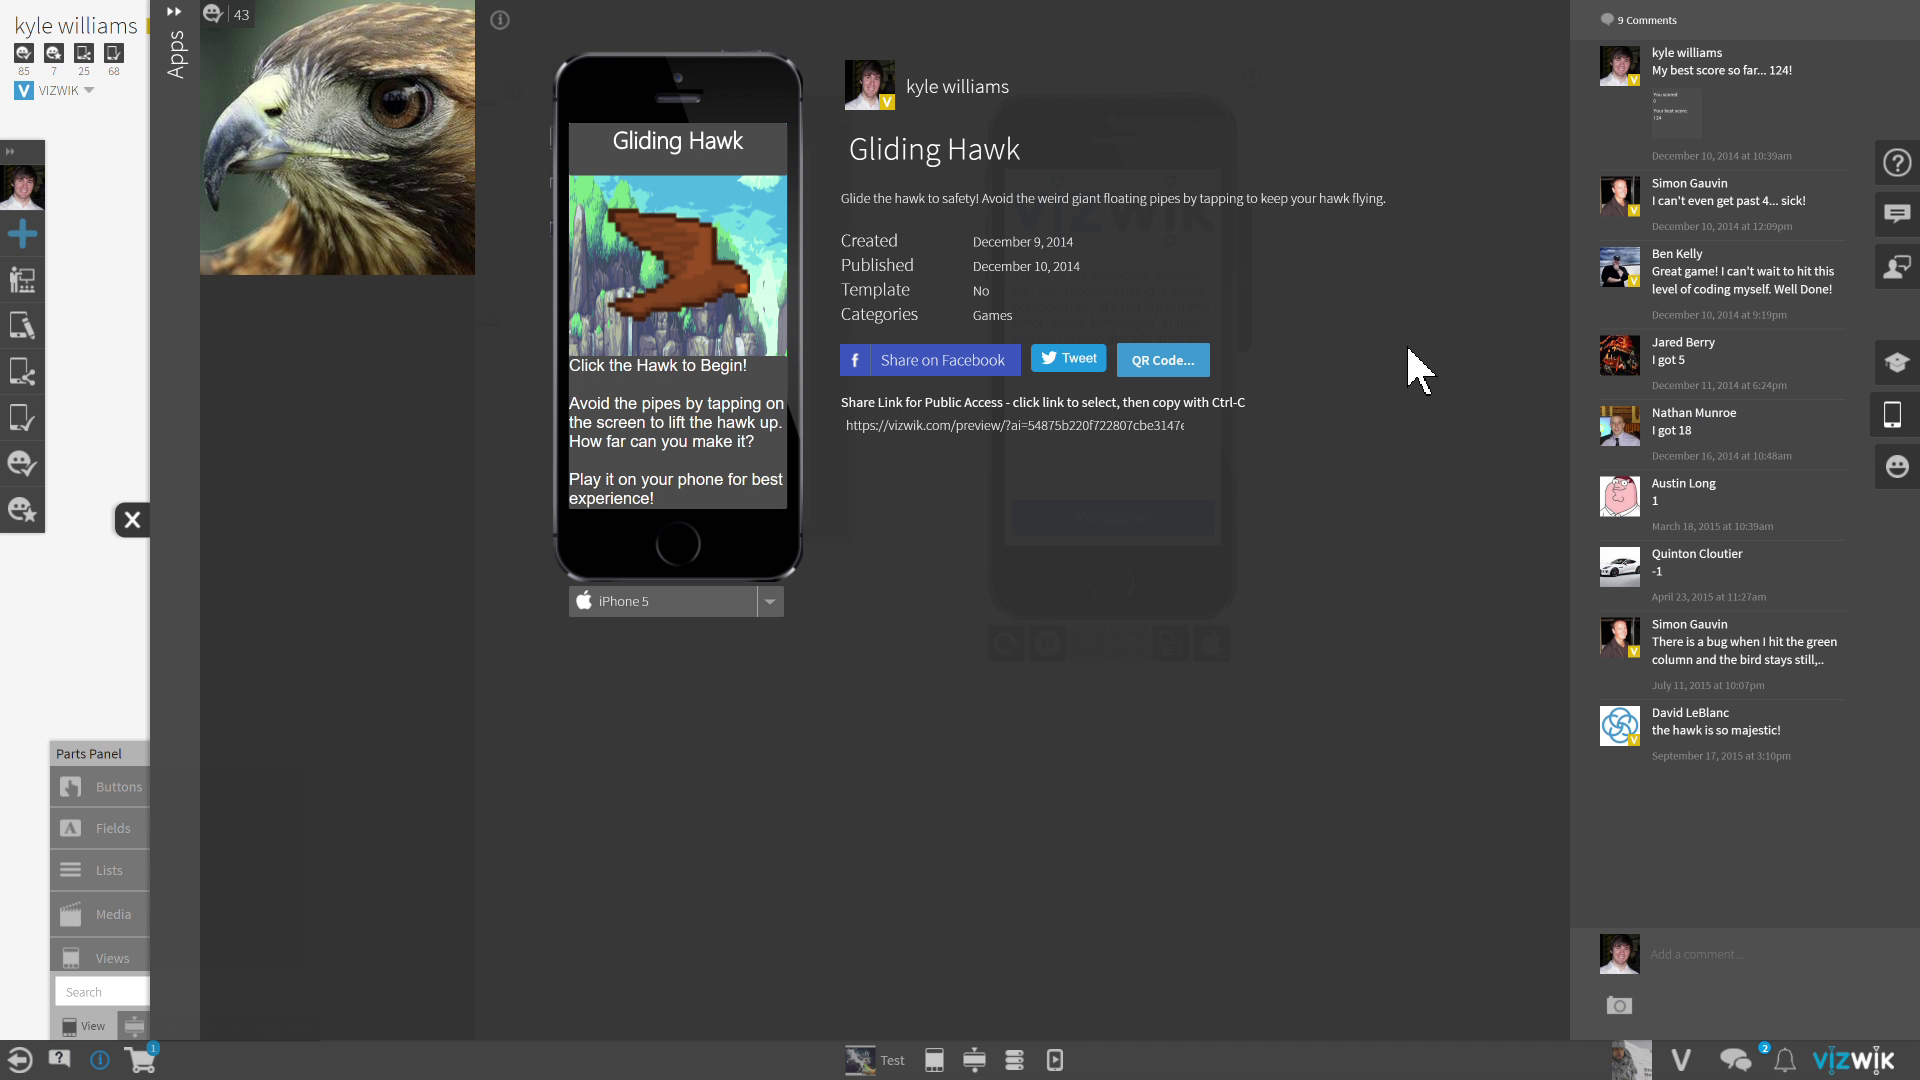 kyle williams
85 7 25 68
VIZWIK
Apps
43
Gliding Hawk
Click the Hawk to Begin!
Avoid the pipes by tapping on
the screen to lift the hawk up.
How far can you make it?
Play it on your phone for best
experience!
iPhone 5
kyle williams
Gliding Hawk
Glide the hawk to safety! Avoid the weird giant floating pipes by tapping to keep your hawk flying.
Created December 9, 2014
Published December 10, 2014
Template No
Categories Games
f Share on Facebook Tweet QR Code...
Share Link for Public Access - click link to select, then copy with Ctrl-C
https://vizwik.com/preview/?ai=54875b220f722807cbe3147e
9 Comments
kyle williams
My best score so far... 124!
You scored:
0
Your best score:
124
December 10, 2014 at 10:39am
Simon Gauvin
I can't even get past 4... sick!
December 10, 2014 at 12:09pm
Ben Kelly
Great game! I can't wait to hit this
level of coding myself. Well Done!
December 10, 2014 at 9:19pm
Jared Berry
I got 5
December 11, 2014 at 6:24pm
Nathan Munroe
I got 18
December 16, 2014 at 10:48am
Austin Long
1
March 18, 2015 at 10:39am
Quinton Cloutier
-1
April 23, 2015 at 11:27am
Simon Gauvin
There is a bug when I hit the green
column and the bird stays still,..
July 11, 2015 at 10:07pm
David LeBlanc
the hawk is so majestic!
September 17, 2015 at 3:10pm
Add a comment...
Parts Panel
Buttons
Fields
Lists
Media
Views
Search
View
1
Test
V
2
vizwik